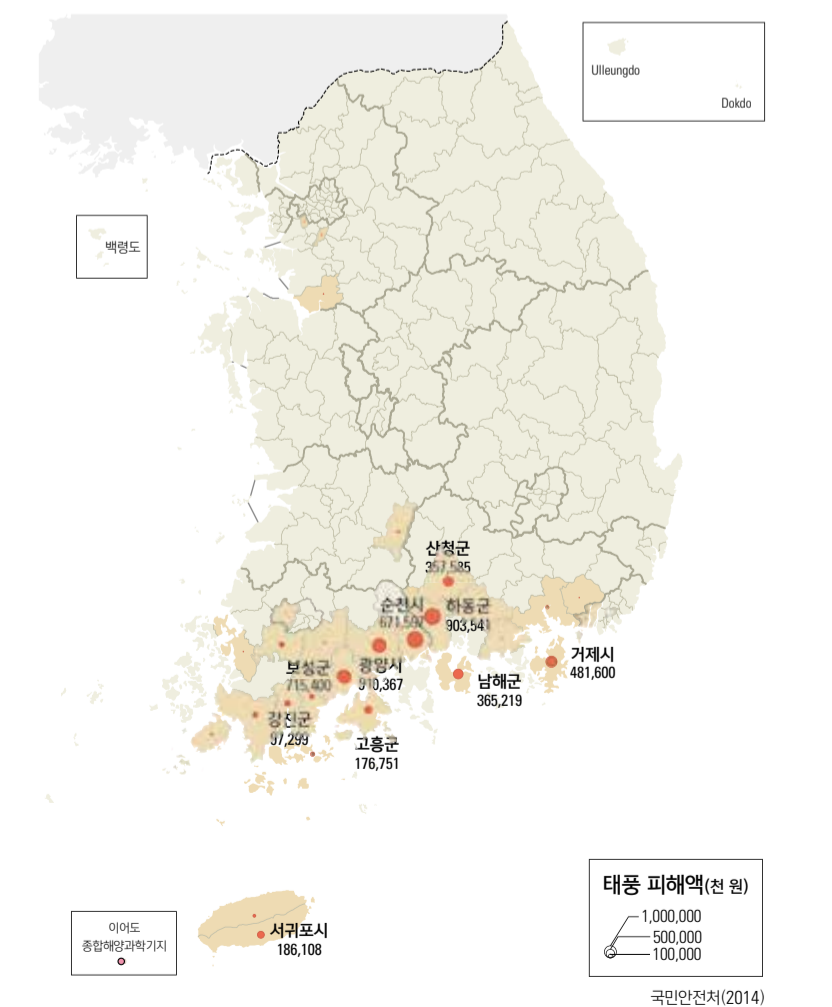 Ulleungdo
Dokdo
백령도
산청군
357,585
순천시
671,592
하동군
903,541
거제시
481,600
보성군
715,400
광양시
910,367
남해군
365,219
강진군
97,299
고흥군
176,751
서귀포시
186,108
이어도
종합해양과학기지
태풍 피해액(천 원)
1,000,000
500,000
100,000
국민안전처(2014)